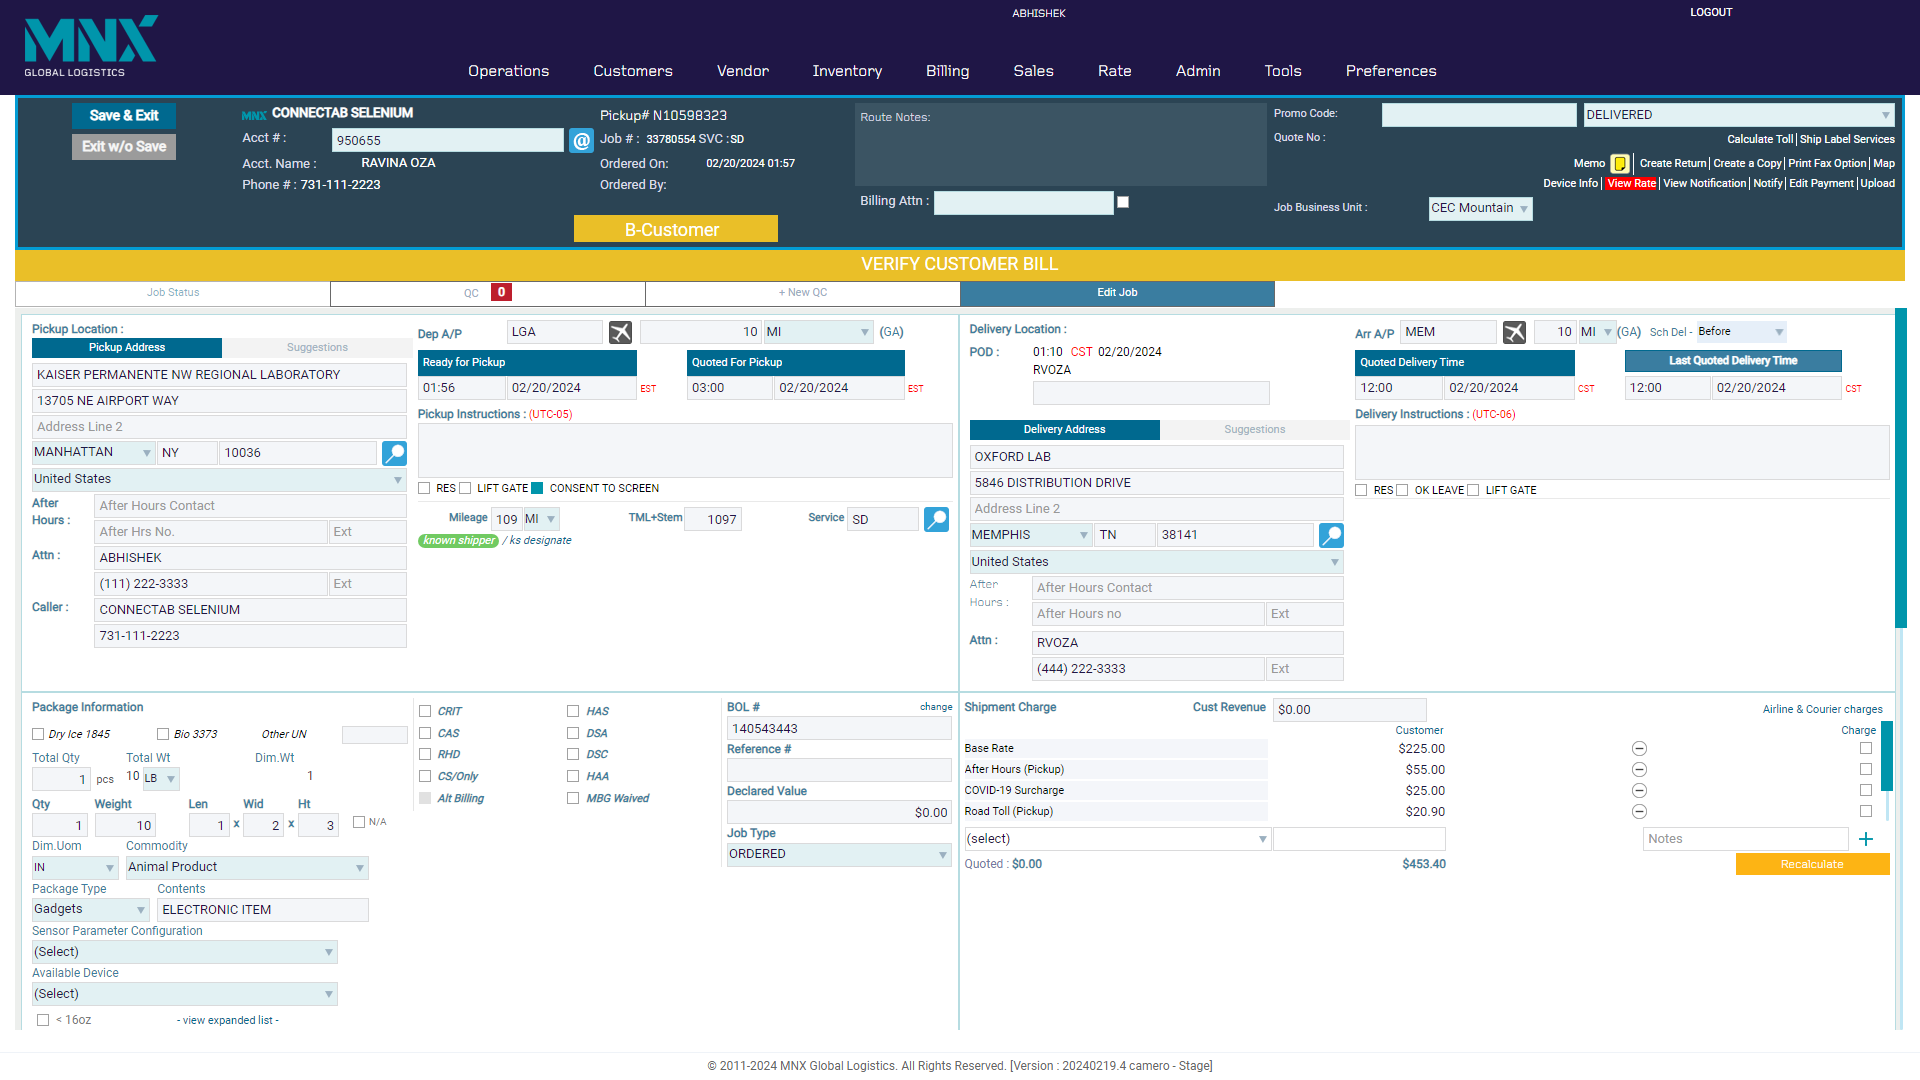 ABHISHEK
LOGOUT
MNX
GLOBAL LOGISTICS
Operations Customers Vendor Inventory Billing Sales Rate Admin Tools Preferences
Save & Exit
Exit w/o Save
MNX CONNECTAB SELENIUM
Acct # : 950655 @
Acct. Name : RAVINA OZA
Phone # : 731-111-2223
Pickup# N10598323
Job # : 33780554 SVC : SD
Ordered On: 02/20/2024 01:57
Ordered By:
B-Customer
Route Notes:
Billing Attn :
Promo Code: DELIVERED
Quote No :
Calculate Toll | Ship Label Services
Memo | Create Return | Create a Copy | Print Fax Option | Map
Device Info | View Rate | View Notification | Notify | Edit Payment | Upload
Job Business Unit : CEC Mountain
VERIFY CUSTOMER BILL
Job Status QC 0 + New QC Edit Job
Pickup Location :
Pickup Address Suggestions
KAISER PERMANENTE NW REGIONAL LABORATORY
13705 NE AIRPORT WAY
Address Line 2
MANHATTAN NY 10036
United States
After Hours : After Hours Contact
After Hrs No. Ext
Attn : ABHISHEK
(111) 222-3333 Ext
Caller : CONNECTAB SELENIUM
731-111-2223
Dep A/P LGA 10 MI (GA)
Ready for Pickup Quoted For Pickup
01:56 02/20/2024 EST 03:00 02/20/2024 EST
Pickup Instructions : (UTC-05)
RES LIFT GATE CONSENT TO SCREEN
Mileage 109 MI TML+Stem 1097 Service SD
known shipper / ks designate
Delivery Location :
POD : 01:10 CST 02/20/2024
RVOZA
Delivery Address Suggestions
OXFORD LAB
5846 DISTRIBUTION DRIVE
Address Line 2
MEMPHIS TN 38141
United States
After Hours : After Hours Contact
After Hours no Ext
Attn : RVOZA
(444) 222-3333 Ext
Arr A/P MEM 10 MI (GA) Sch Del - Before
Quoted Delivery Time Last Quoted Delivery Time
12:00 02/20/2024 CST 12:00 02/20/2024 CST
Delivery Instructions : (UTC-06)
RES OK LEAVE LIFT GATE
Package Information
Dry Ice 1845 Bio 3373 Other UN
Total Qty Total Wt Dim.Wt
1 pcs 10 LB 1
Qty Weight Len Wid Ht
1 10 1 x 2 x 3 N/A
Dim.Uom Commodity
IN Animal Product
Package Type Contents
Gadgets ELECTRONIC ITEM
Sensor Parameter Configuration
(Select)
Available Device
(Select)
< 16oz - view expanded list -
CRIT HAS
CAS DSA
RHD DSC
CS/Only HAA
Alt Billing MBG Waived
BOL # change
140543443
Reference #
Declared Value
$0.00
Job Type
ORDERED
Shipment Charge Cust Revenue $0.00 Airline & Courier charges
Customer Charge
Base Rate $225.00
After Hours (Pickup) $55.00
COVID-19 Surcharge $25.00
Road Toll (Pickup) $20.90
(select) Notes +
Quoted : $0.00 $453.40 Recalculate
© 2011-2024 MNX Global Logistics. All Rights Reserved. [Version : 20240219.4 camero - Stage]